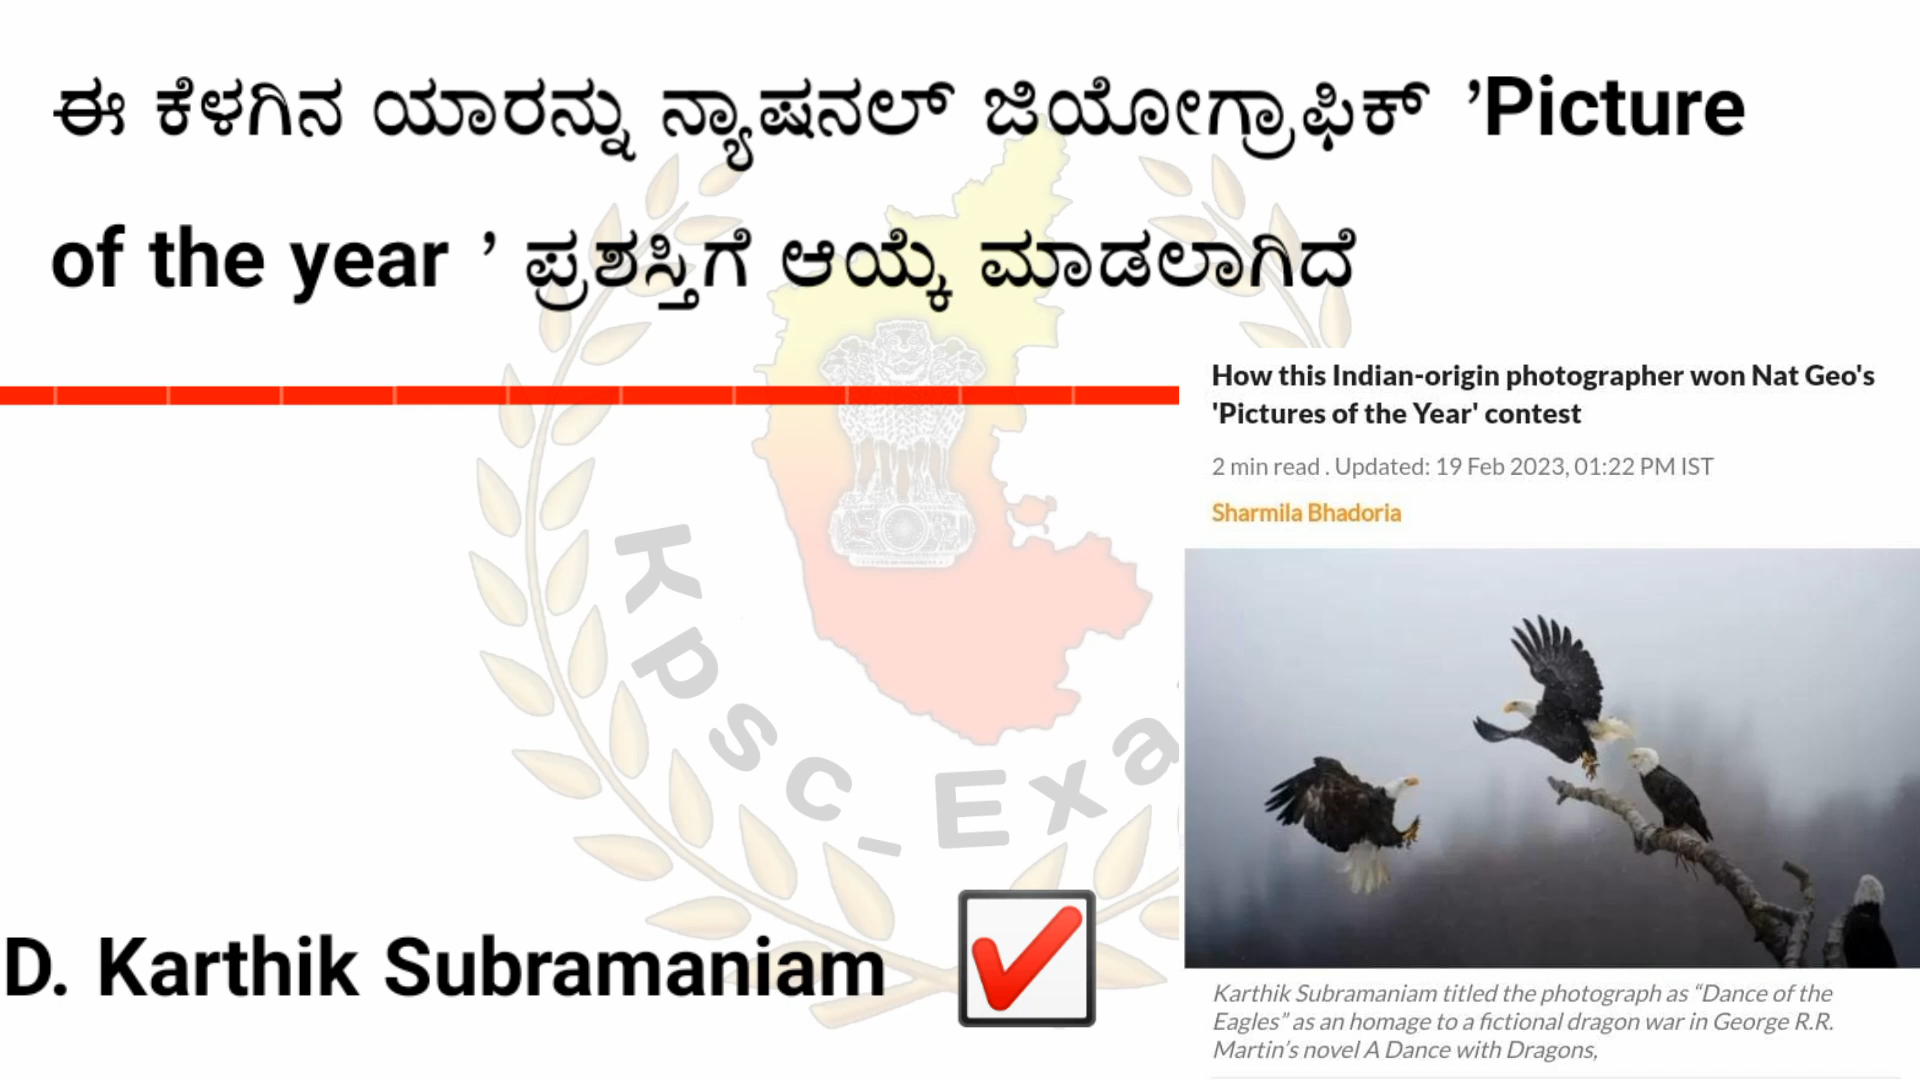 ಈ ಕೆಳಗಿನ ಯಾರನ್ನು ನ್ಯಾಷನಲ್ ಜಿಯೋಗ್ರಾಫಿಕ್ ’Picture
of the year ’ ಪ್ರಶಸ್ತಿಗೆ ಆಯ್ಕೆ ಮಾಡಲಾಗಿದೆ
How this Indian-origin photographer won Nat Geo's
'Pictures of the Year' contest
2 min read . Updated: 19 Feb 2023, 01:22 PM IST
Sharmila Bhadoria
Kpsc_Exa
D. Karthik Subramaniam
Karthik Subramaniam titled the photograph as “Dance of the
Eagles” as an homage to a fictional dragon war in George R.R.
Martin’s novel A Dance with Dragons,